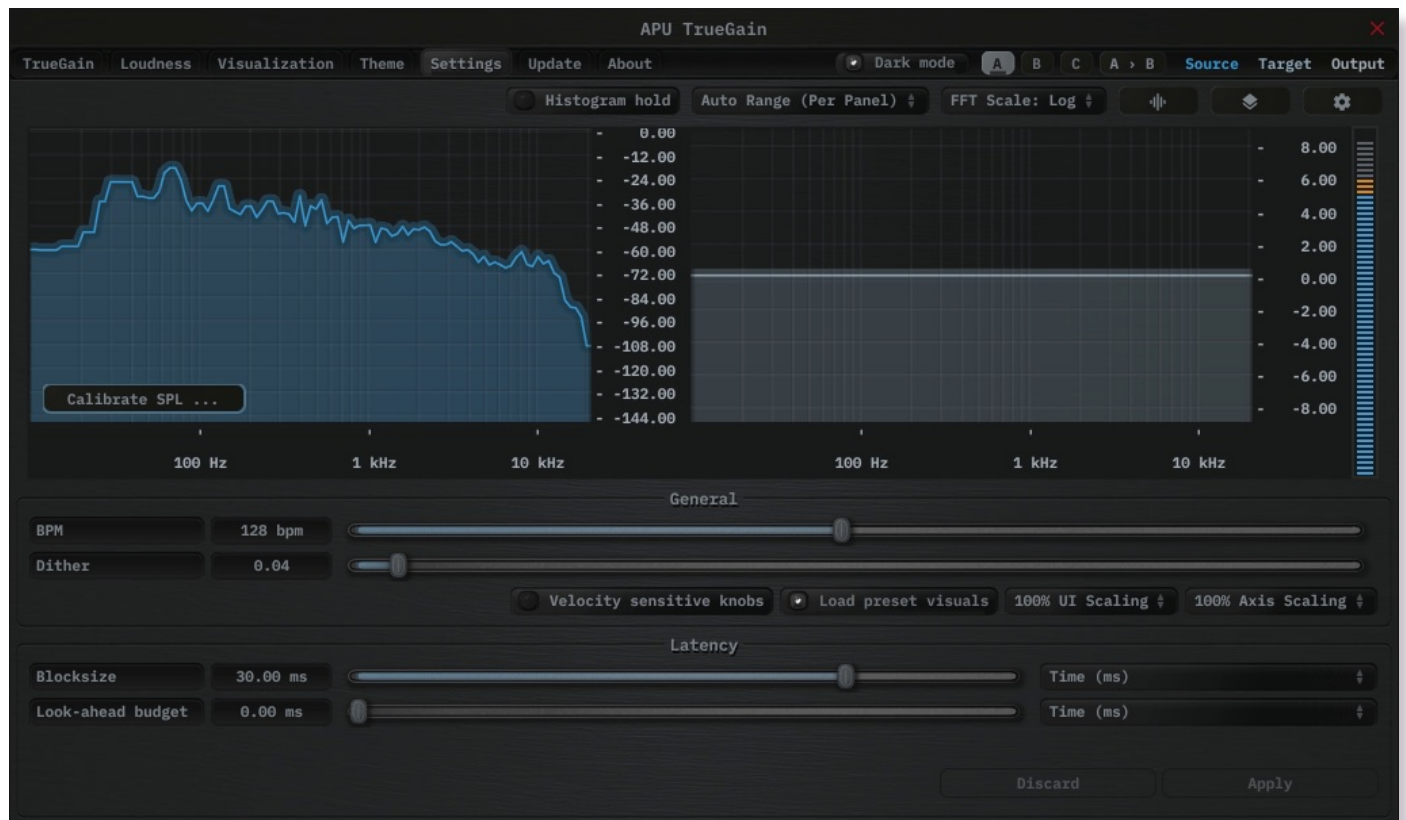 APU TrueGain
TrueGain Loudness Visualization Theme Settings Update About Dark mode A B C A › B Source Target Output
Histogram hold Auto Range (Per Panel) FFT Scale: Log
0.00
-12.00
-24.00
-36.00
-48.00
-60.00
-72.00
-84.00
-96.00
-108.00
-120.00
-132.00
-144.00
Calibrate SPL ...
100 Hz 1 kHz 10 kHz
8.00
6.00
4.00
2.00
0.00
-2.00
-4.00
-6.00
-8.00
100 Hz 1 kHz 10 kHz
General
BPM 128 bpm
Dither 0.04
Velocity sensitive knobs Load preset visuals 100% UI Scaling 100% Axis Scaling
Latency
Blocksize 30.00 ms Time (ms)
Look-ahead budget 0.00 ms Time (ms)
Discard Apply